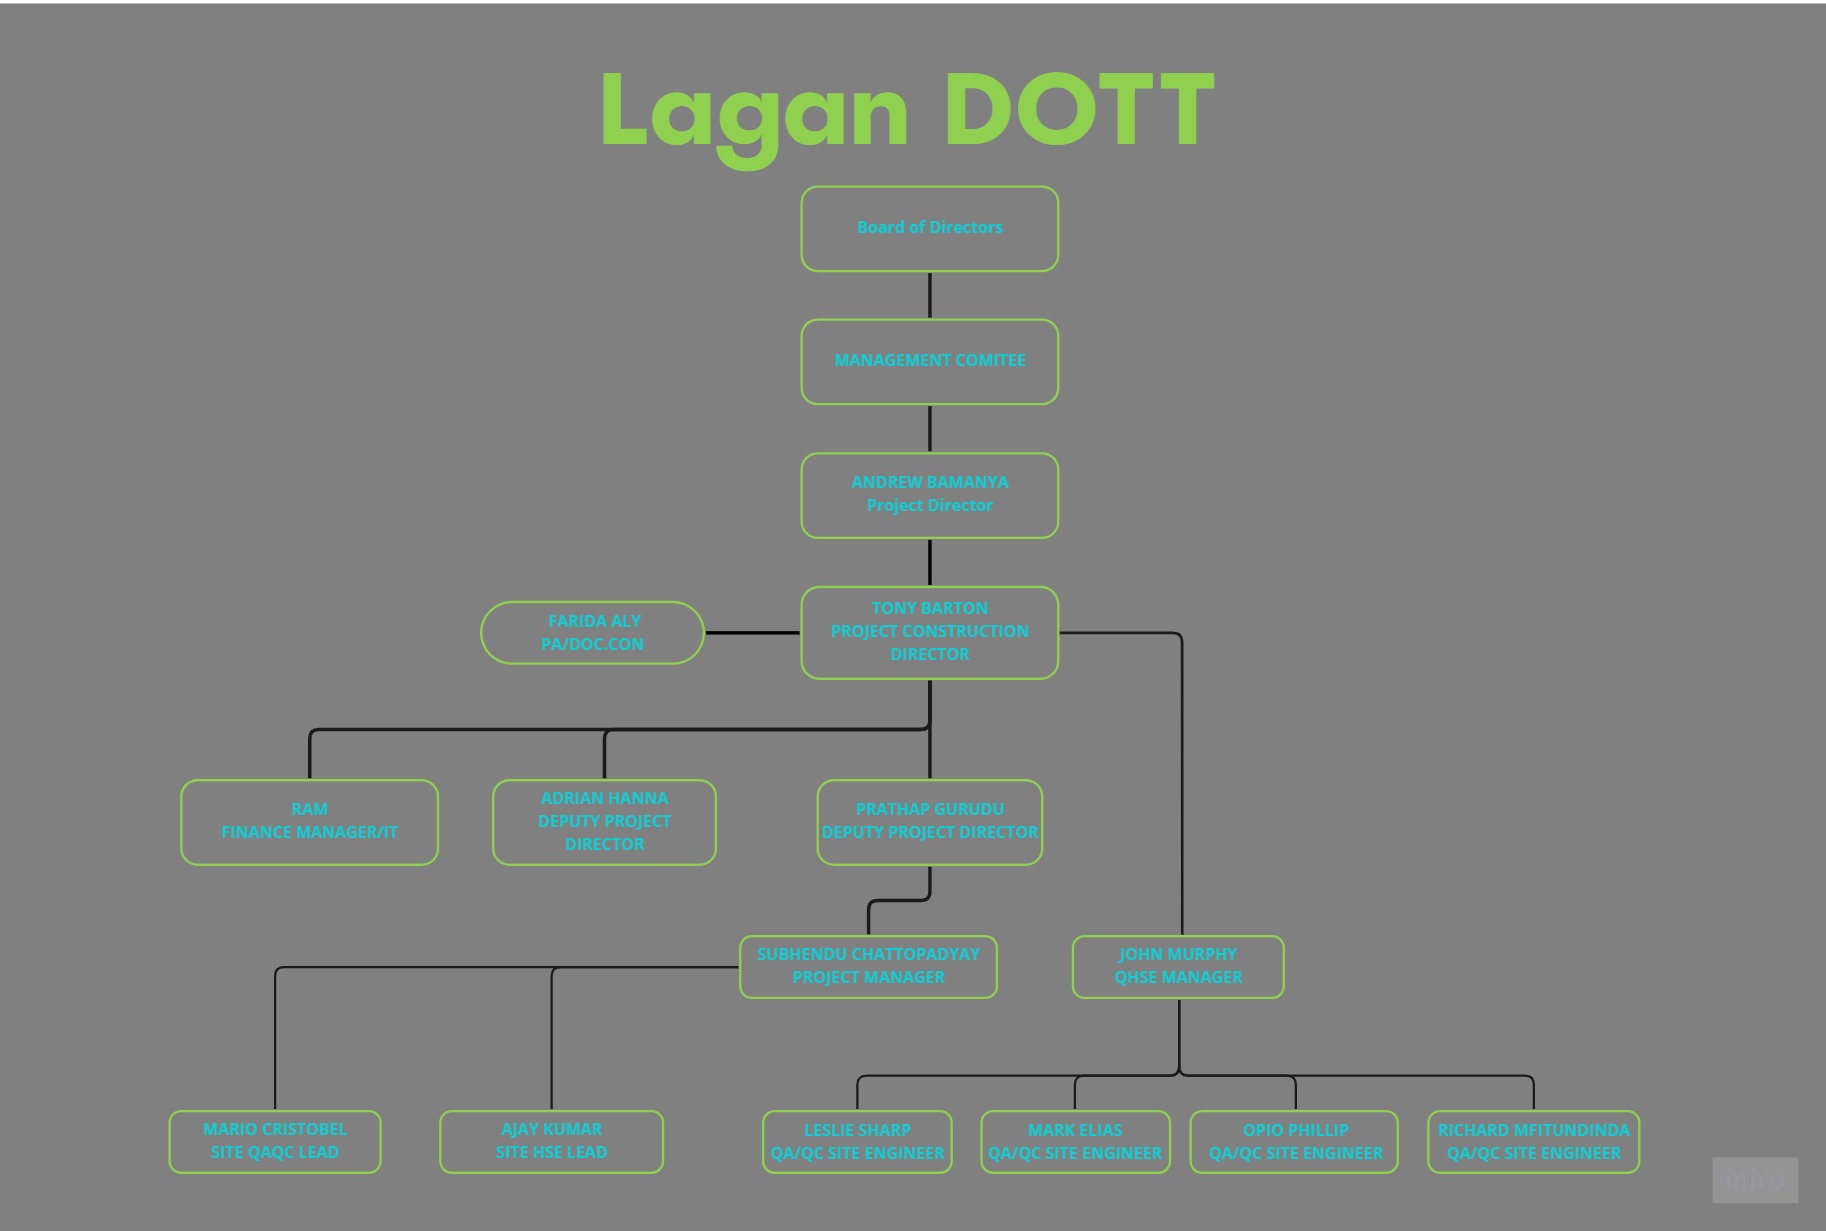 Lagan DOTT
Board of Directors
MANAGEMENT COMITEE
ANDREW BAMANYA
Project Director
FARIDA ALY
PA/DOC.CON
TONY BARTON
PROJECT CONSTRUCTION
DIRECTOR
RAM
FINANCE MANAGER/IT
ADRIAN HANNA
DEPUTY PROJECT
DIRECTOR
PRATHAP GURUDU
DEPUTY PROJECT DIRECTOR
SUBHENDU CHATTOPADYAY
PROJECT MANAGER
JOHN MURPHY
QHSE MANAGER
MARIO CRISTOBEL
SITE QAQC LEAD
AJAY KUMAR
SITE HSE LEAD
LESLIE SHARP
QA/QC SITE ENGINEER
MARK ELIAS
QA/QC SITE ENGINEER
OPIO PHILLIP
QA/QC SITE ENGINEER
RICHARD MFITUNDINDA
QA/QC SITE ENGINEER
miro